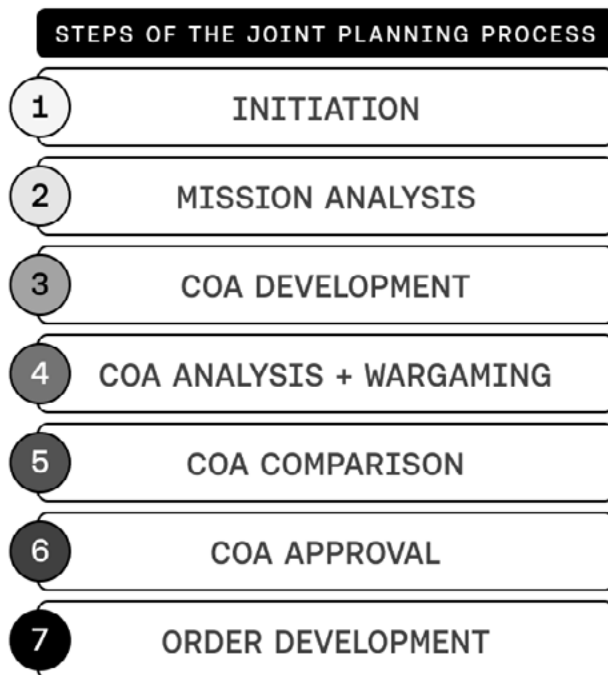 STEPS OF THE JOINT PLANNING PROCESS
1 INITIATION
2 MISSION ANALYSIS
3 COA DEVELOPMENT
4 COA ANALYSIS + WARGAMING
5 COA COMPARISON
6 COA APPROVAL
7 ORDER DEVELOPMENT